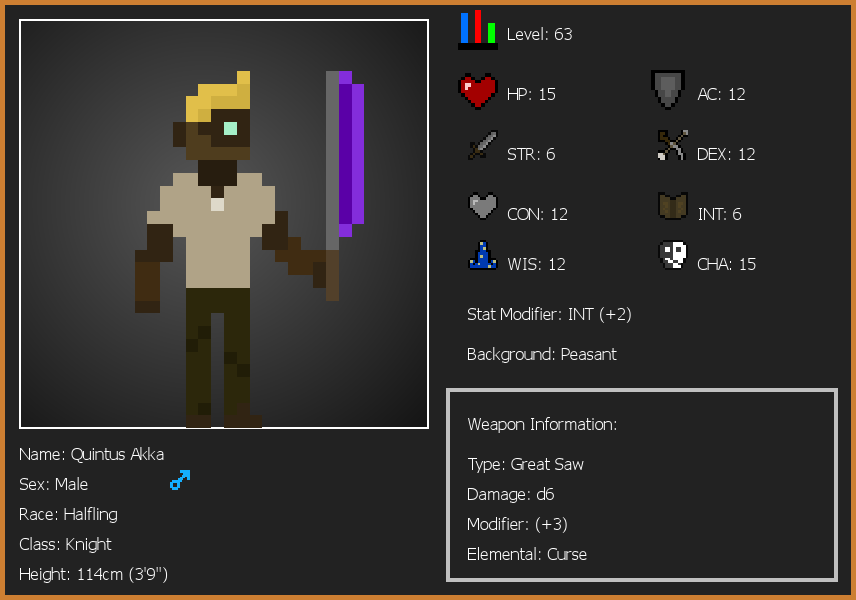 Level: 63
HP: 15
AC: 12
STR: 6
DEX: 12
CON: 12
INT: 6
WIS: 12
CHA: 15
Stat Modifier: INT (+2)
Background: Peasant
Weapon Information:
Type: Great Saw
Damage: d6
Modifier: (+3)
Elemental: Curse
Name: Quintus Akka
Sex: Male
Race: Halfling
Class: Knight
Height: 114cm (3'9")